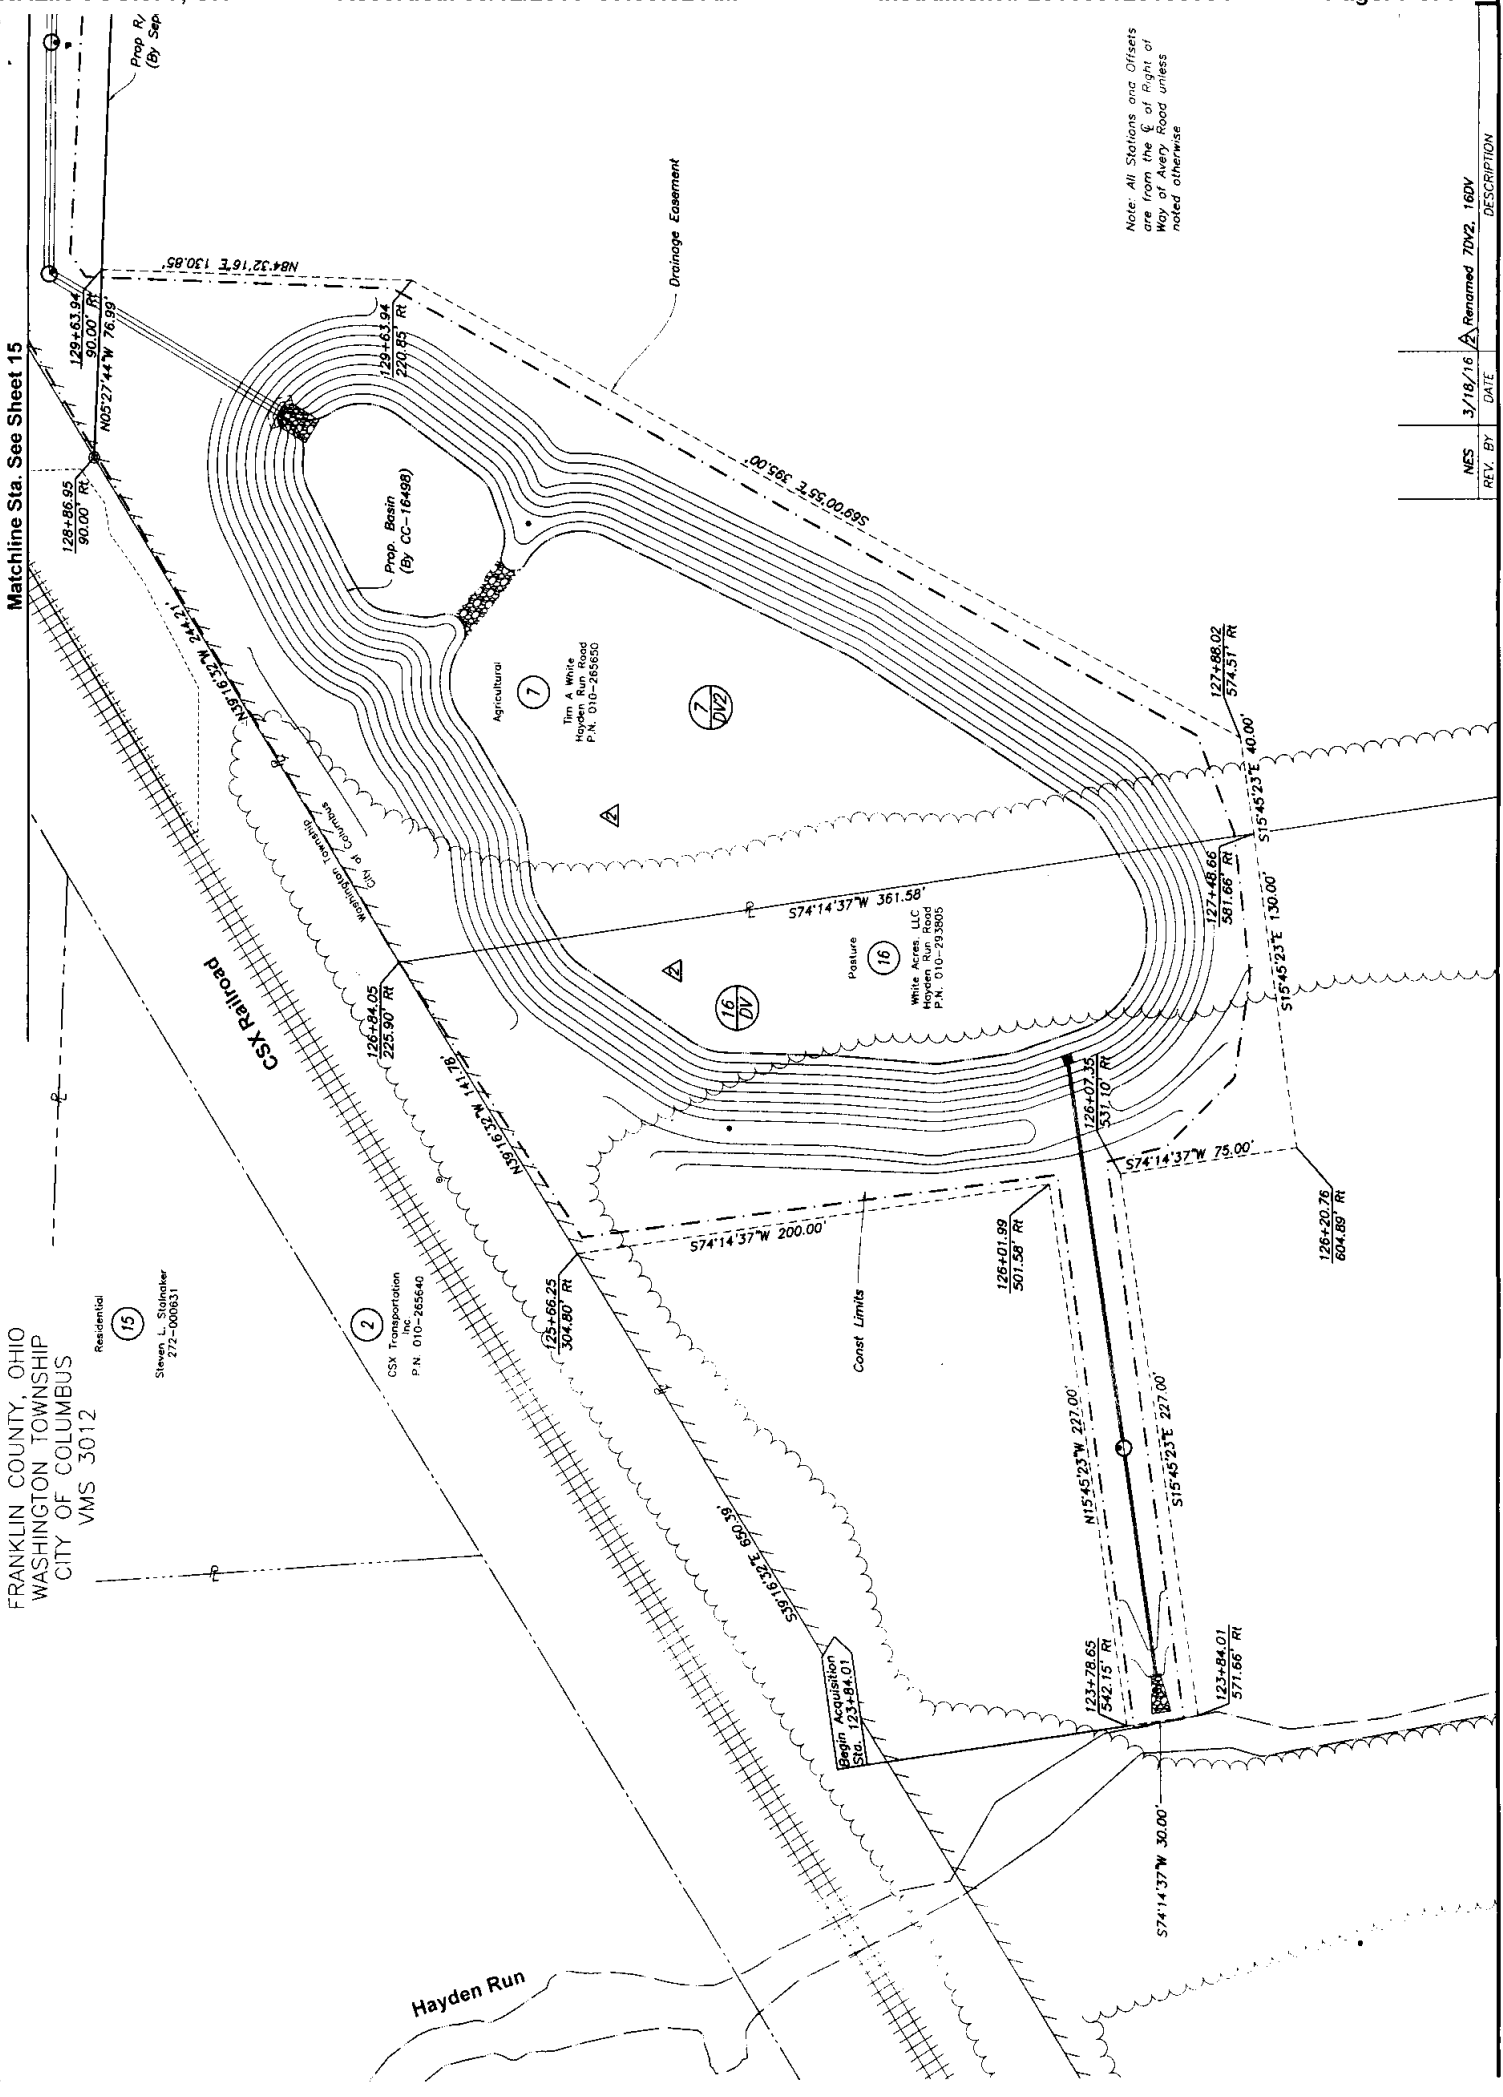 Matchline Sta. See Sheet 15
FRANKLIN COUNTY, OHIO
WASHINGTON TOWNSHIP
CITY OF COLUMBUS
VMS 3012
Residential
15
Steven L. Stalnaker
272-000631
2
CSX Transportation
Inc.
P.N. 010-265640
CSX Railroad
Hayden Run
Prop R/
(By Sep
129+63.94
90.00' Rt
N05°27'44"W 76.99'
128+86.95
90.00' Rt
N84°32'16"E 130.85'
129+63.94
220.85' Rt
Drainage Easement
Note: All Stations and Offsets
are from the ℄ of Right of
Way of Avery Road unless
noted otherwise
N39°16'32"W 244.21'
Washington Township
City of Columbus
Prop. Basin
(By CC-16498)
S69°00'55"E 395.00'
Agricultural
7
Tim A White
Hayden Run Road
P.N. 010-265650
7
DV2
2
127+88.02
574.51' Rt
S15°45'23"E 40.00'
127+48.66
581.66' Rt
S15°45'23"E 130.00'
S74°14'37"W 361.58'
126+84.05
225.90' Rt
N39°16'32"W 141.78'
Pasture
16
White Acres, LLC
Hayden Run Road
P.N. 010-293805
2
16
DV
126+07.35
531.10' Rt
S74°14'37"W 75.00'
126+20.76
604.89' Rt
S74°14'37"W 200.00'
125+66.25
304.80' Rt
126+01.99
501.58' Rt
Const Limits
N15°45'23"W 227.00'
S15°45'23"E 227.00'
S39°16'32"E 650.39'
Begin Acquisition
Sta. 123+84.01
123+78.65
542.15' Rt
123+84.01
571.66' Rt
S74°14'37"W 30.00'
NES 3/18/16 2 Renamed 7DV2, 16DV
REV. BY DATE DESCRIPTION